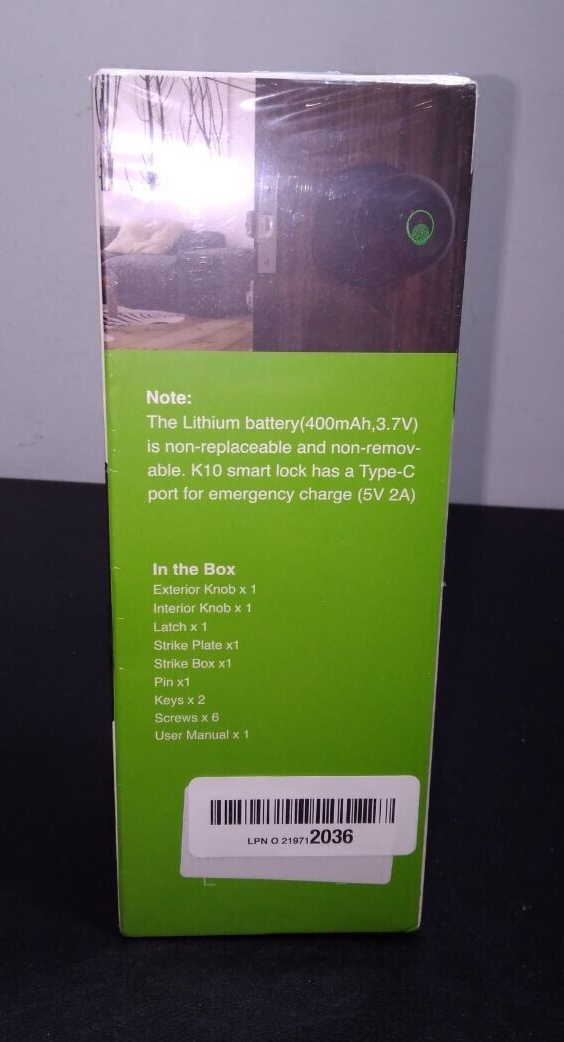 Note:
The Lithium battery(400mAh,3.7V)
is non-replaceable and non-remov-
able. K10 smart lock has a Type-C
port for emergency charge (5V 2A)
In the Box
Exterior Knob x 1
Interior Knob x 1
Latch x 1
Strike Plate x1
Strike Box x1
Pin x1
Keys x 2
Screws x 6
User Manual x 1
LPN O 219712036